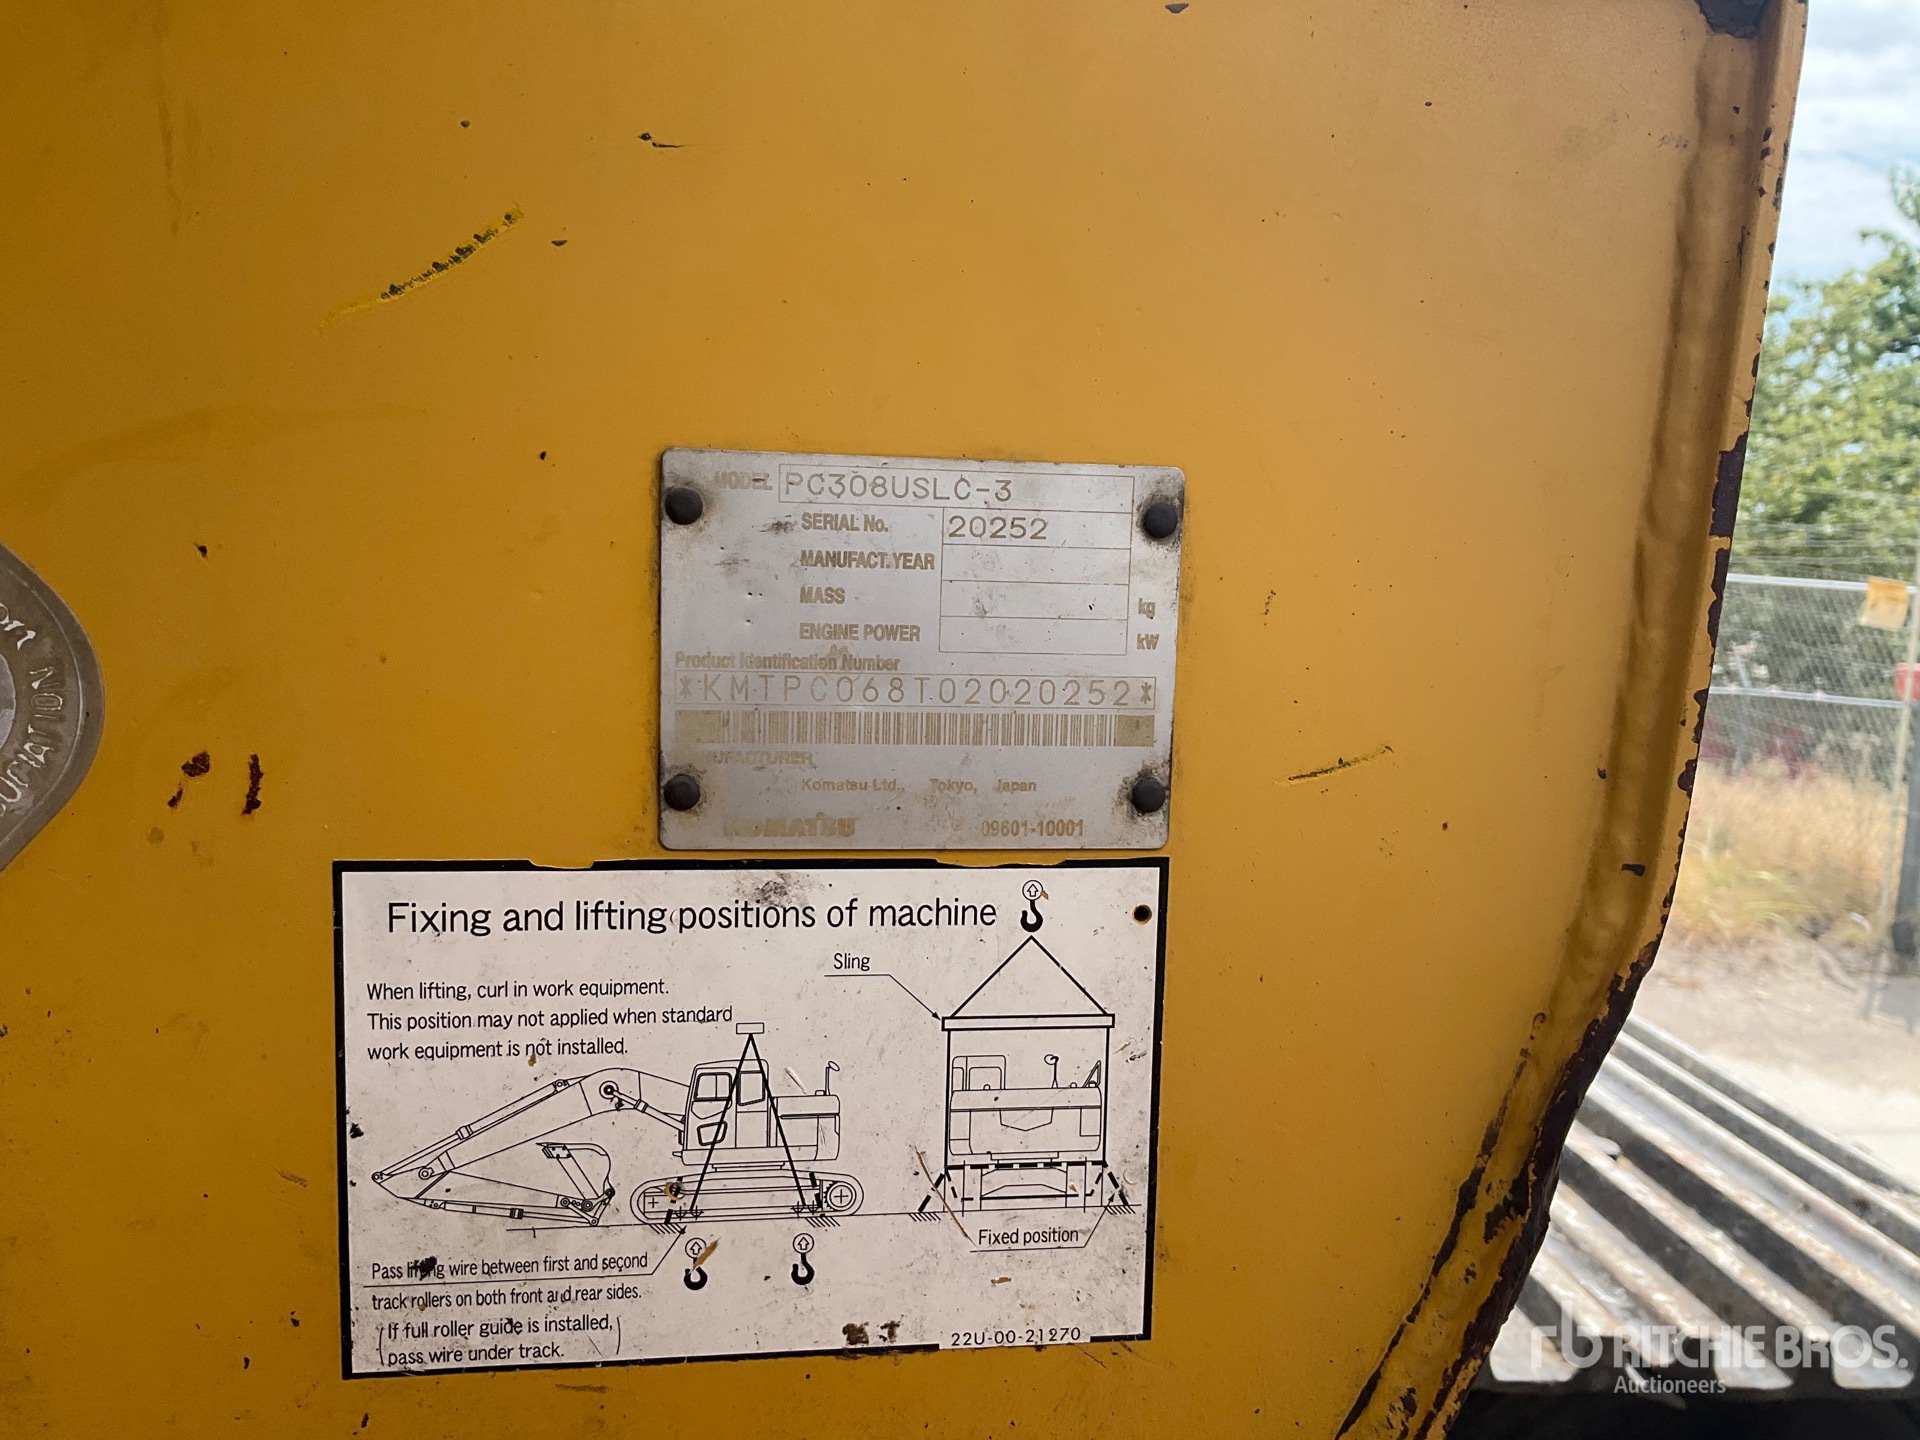 MODEL PC308USLC-3
SERIAL No. 20252
MANUFACT. YEAR
MASS kg
ENGINE POWER kW
Product Identification Number
*KMTPC068T02020252*
MANUFACTURER
Komatsu Ltd., Tokyo, Japan
KOMATSU 09601-10001
Fixing and lifting positions of machine
Sling
When lifting, curl in work equipment.
This position may not applied when standard
work equipment is not installed.
Fixed position
Pass lifting wire between first and second
track rollers on both front and rear sides.
(If full roller guide is installed,
pass wire under track.)
22U-00-21270
rb RITCHIE BROS.
Auctioneers